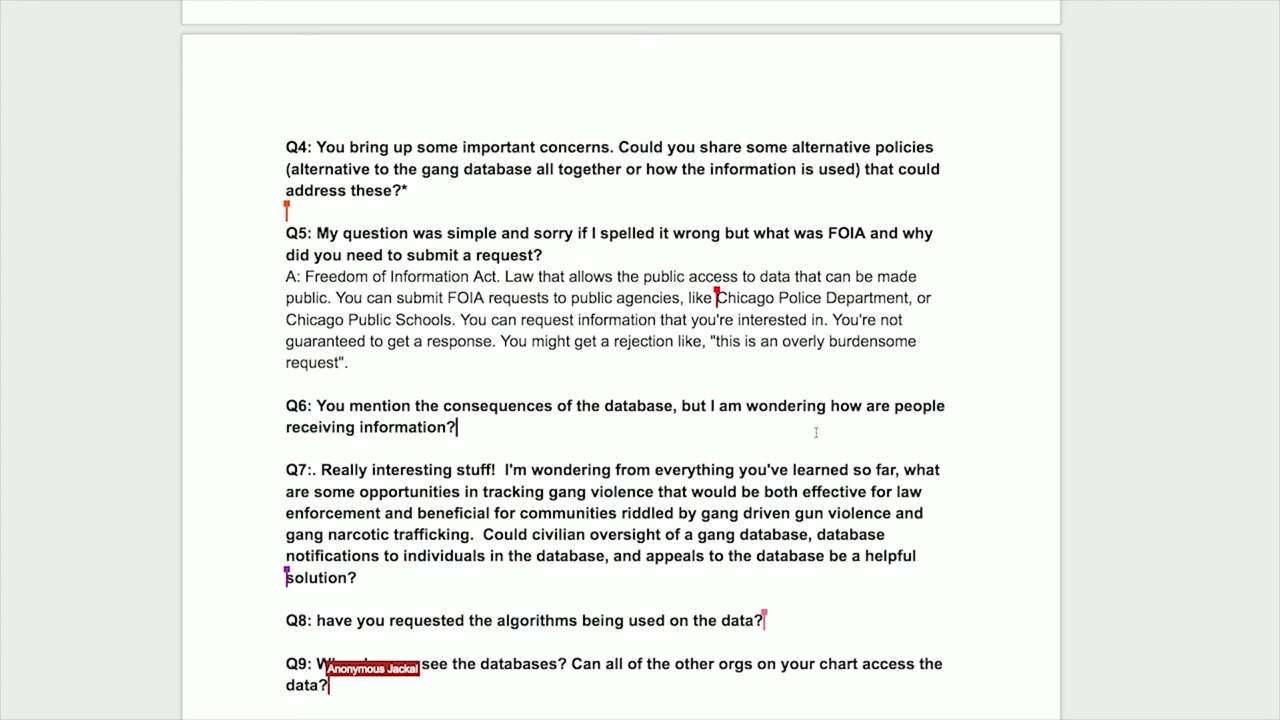 Q4: You bring up some important concerns. Could you share some alternative policies
(alternative to the gang database all together or how the information is used) that could
address these?*
Q5: My question was simple and sorry if I spelled it wrong but what was FOIA and why
did you need to submit a request?
A: Freedom of Information Act. Law that allows the public access to data that can be made
public. You can submit FOIA requests to public agencies, like Chicago Police Department, or
Chicago Public Schools. You can request information that you're interested in. You're not
guaranteed to get a response. You might get a rejection like, "this is an overly burdensome
request".
Q6: You mention the consequences of the database, but I am wondering how are people
receiving information?
Q7:. Really interesting stuff!  I'm wondering from everything you've learned so far, what
are some opportunities in tracking gang violence that would be both effective for law
enforcement and beneficial for communities riddled by gang driven gun violence and
gang narcotic trafficking.  Could civilian oversight of a gang database, database
notifications to individuals in the database, and appeals to the database be a helpful
solution?
Q8: have you requested the algorithms being used on the data?
Q9: see the databases? Can all of the other orgs on your chart access the
Anonymous Jackal
data?